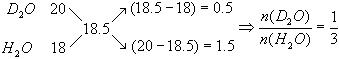 D₂O 20 (18.5 − 18) = 0.5
18.5 ⇒ n(D₂O)/n(H₂O) = 1/3
H₂O 18 (20 − 18.5) = 1.5